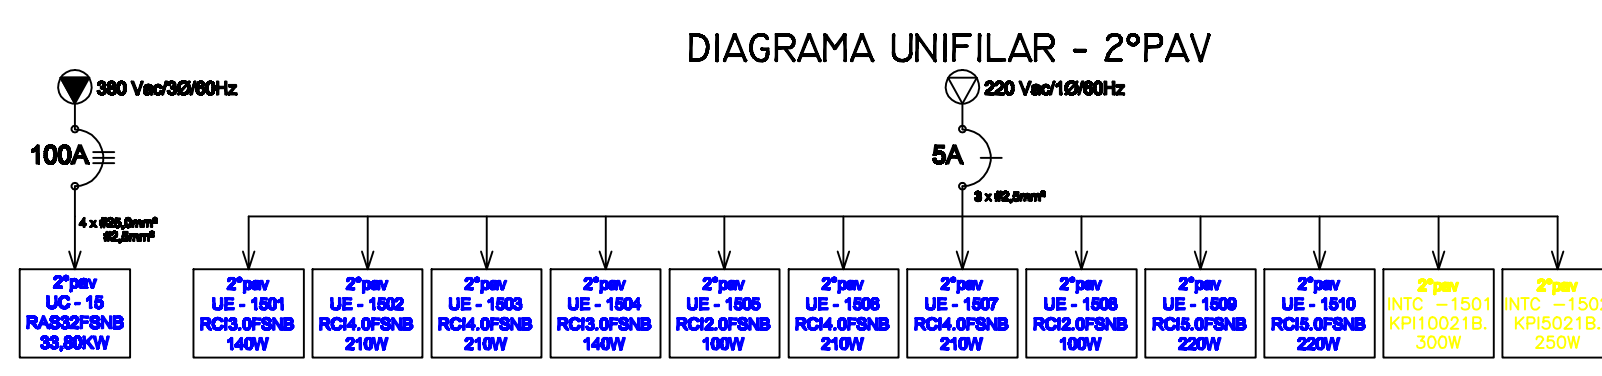 DIAGRAMA UNIFILAR - 2°PAV
380 Vac/3Ø/60Hz
220 Vac/1Ø/60Hz
100A
5A
4 x #25,0mm²
#2,5mm²
3 x #2,5mm²
2°pav
UC - 15
RAS32FSNB
33,80KW
2°pav
UE - 1501
RCI3.0FSNB
140W
2°pav
UE - 1502
RCI4.0FSNB
210W
2°pav
UE - 1503
RCI4.0FSNB
210W
2°pav
UE - 1504
RCI3.0FSNB
140W
2°pav
UE - 1505
RCI2.0FSNB
100W
2°pav
UE - 1506
RCI4.0FSNB
210W
2°pav
UE - 1507
RCI4.0FSNB
210W
2°pav
UE - 1508
RCI2.0FSNB
100W
2°pav
UE - 1509
RCI5.0FSNB
220W
2°pav
UE - 1510
RCI5.0FSNB
220W
2°pav
INTC -1501
KPI10021B.
300W
2°pav
INTC -1502
KPI5021B.
250W